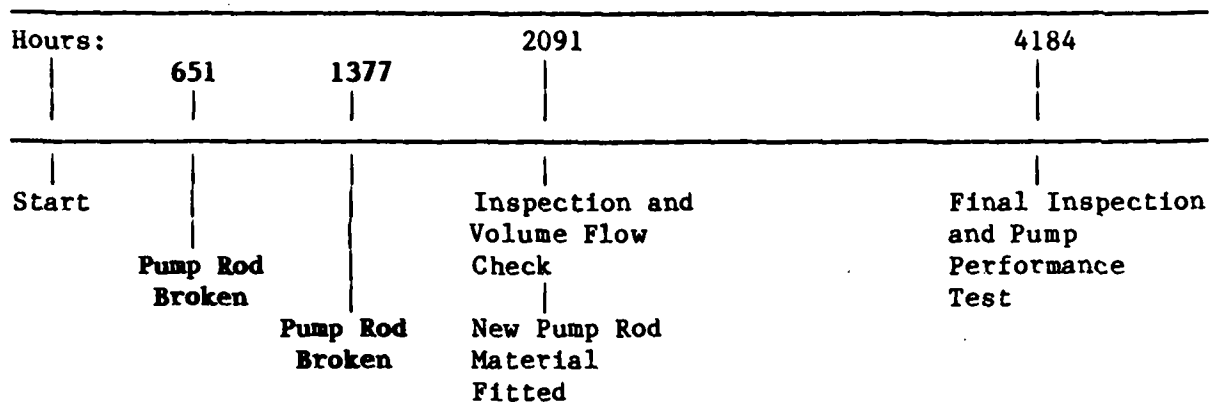 Hours:
2091
4184
651
1377
Start
Inspection and
Volume Flow
Check
Final Inspection
and Pump
Performance
Test
Pump Rod
Broken
Pump Rod
Broken
New Pump Rod
Material
Fitted